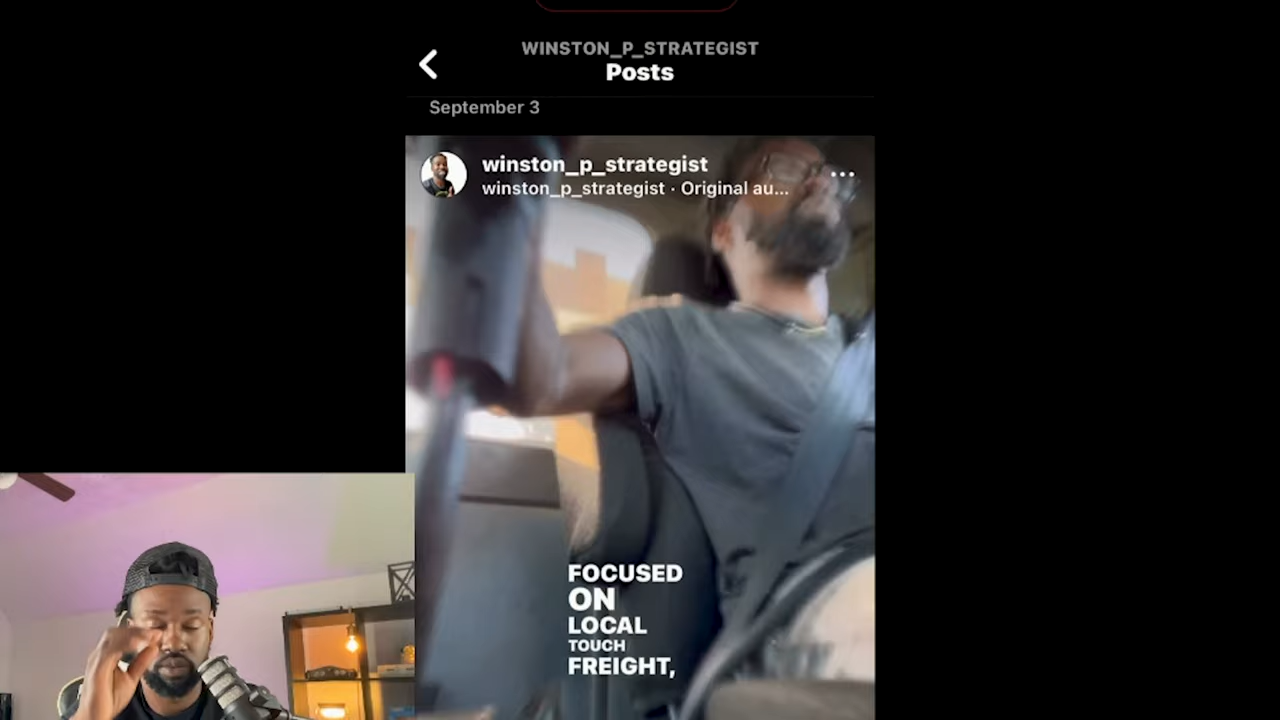 WINSTON_P_STRATEGIST
Posts
September 3
winston_p_strategist
winston_p_strategist · Original au...
FOCUSED
ON
LOCAL
TOUCH
FREIGHT,